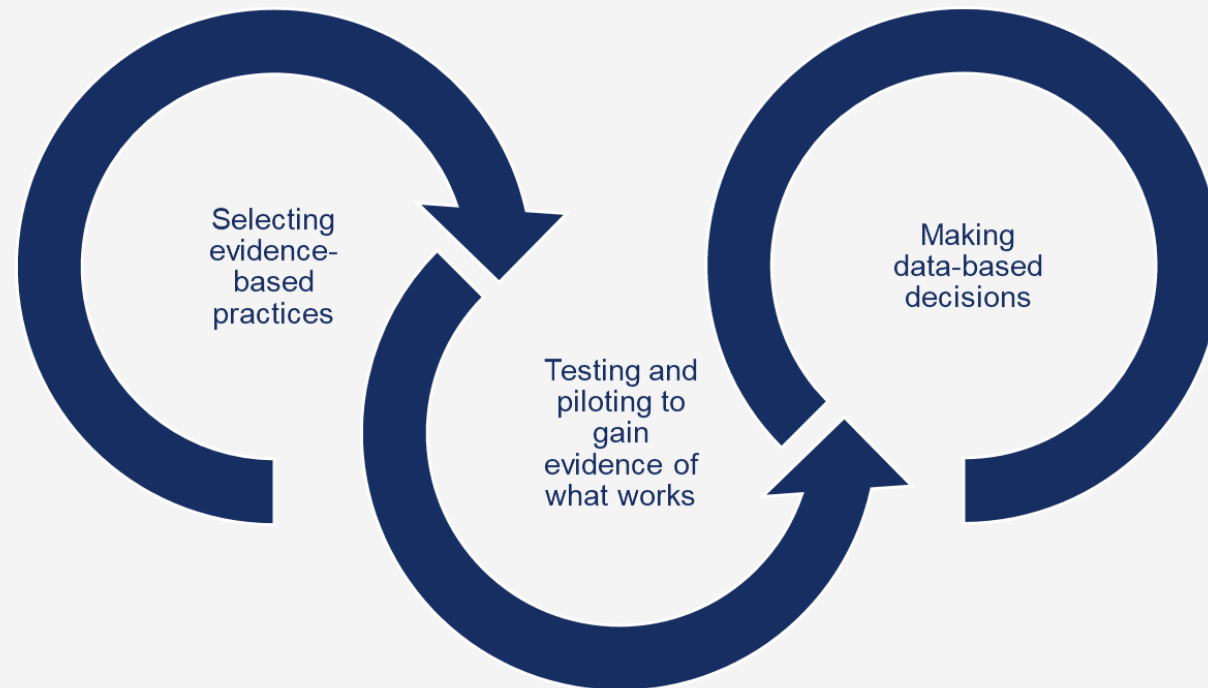 Selecting
evidence-
based
practices
Testing and
piloting to
gain
evidence of
what works
Making
data-based
decisions